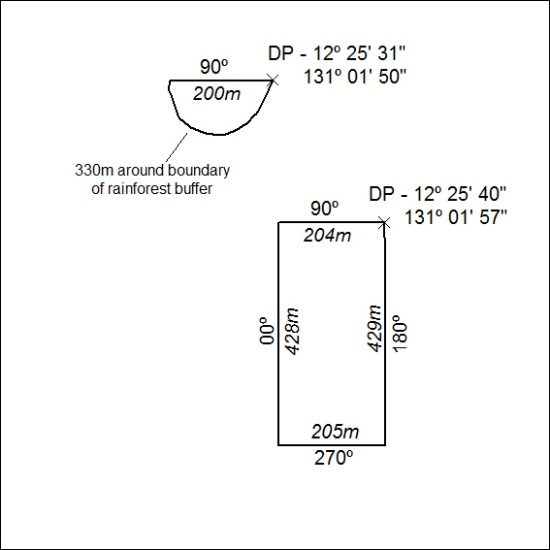 90º
DP - 12º 25' 31"
131º 01' 50"
200m
330m around boundary
of rainforest buffer
90º
DP - 12º 25' 40"
131º 01' 57"
204m
00º
428m
429m
180º
205m
270º